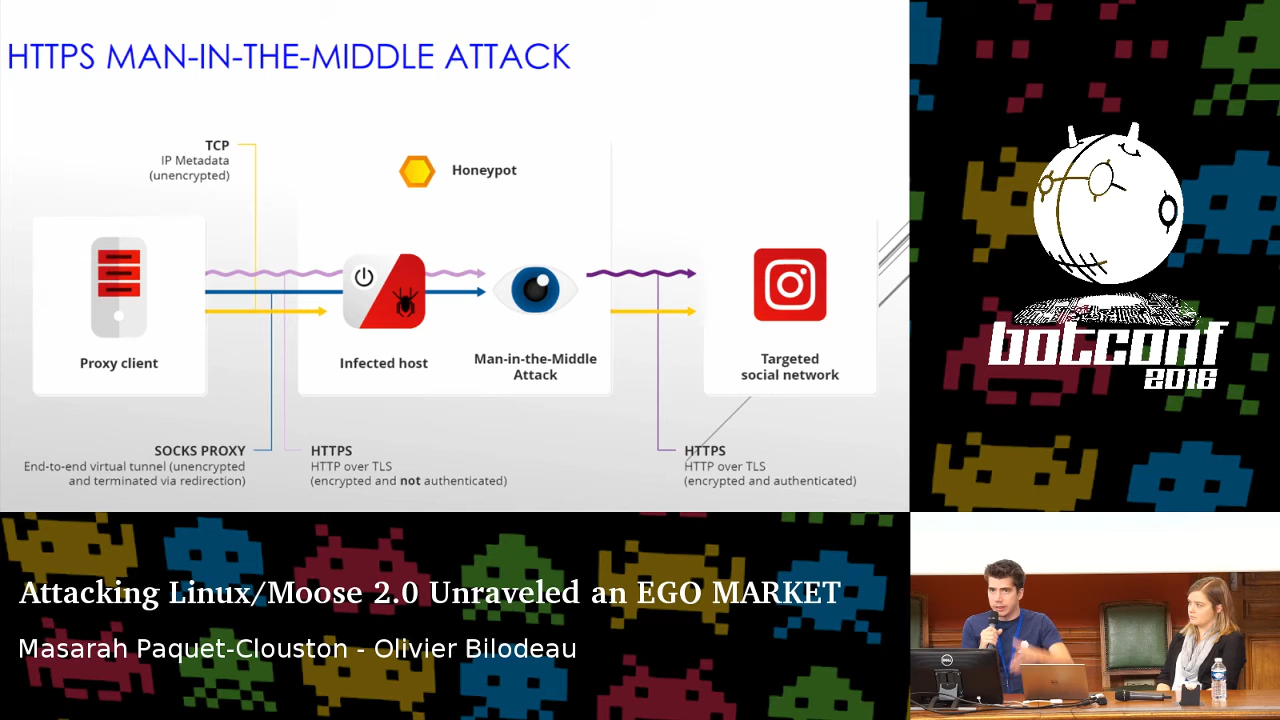 HTTPS MAN-IN-THE-MIDDLE ATTACK
TCP
IP Metadata
(unencrypted)
Honeypot
Proxy client
Infected host
Man-in-the-Middle
Attack
Targeted
social network
SOCKS PROXY
End-to-end virtual tunnel (unencrypted
and terminated via redirection)
HTTPS
HTTP over TLS
(encrypted and not authenticated)
HTTPS
HTTP over TLS
(encrypted and authenticated)
botconf
2016
Attacking Linux/Moose 2.0 Unraveled an EGO MARKET
Masarah Paquet-Clouston - Olivier Bilodeau
DELL